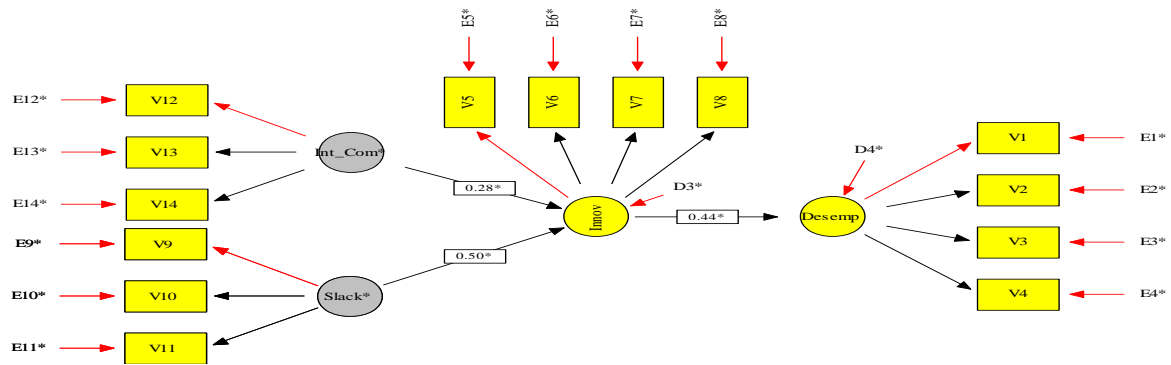 E5*
E6*
E7*
E8*
V5
V6
V7
V8
E12*
V12
E13*
V13
E14*
V14
Int_Com*
0.28*
E9*
V9
E10*
V10
E11*
V11
Slack*
0.50*
Innov
D3*
0.44*
D4*
Desemp
V1
E1*
V2
E2*
V3
E3*
V4
E4*